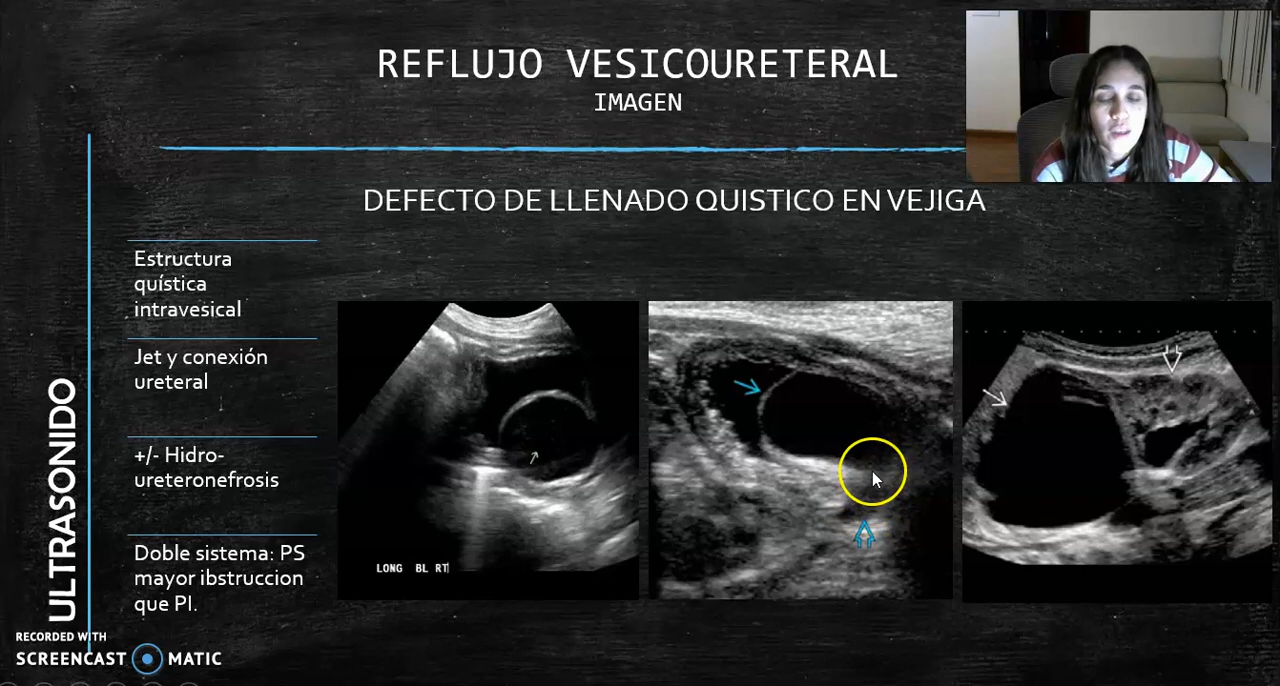 REFLUJO VESICOURETERAL
IMAGEN
DEFECTO DE LLENADO QUISTICO EN VEJIGA
ULTRASONIDO
Estructura
quística
intravesical
Jet y conexión
ureteral
+/- Hidro-
ureteronefrosis
Doble sistema: PS
mayor ibstruccion
que PI.
LONG BL RT
RECORDED WITH
SCREENCAST MATIC